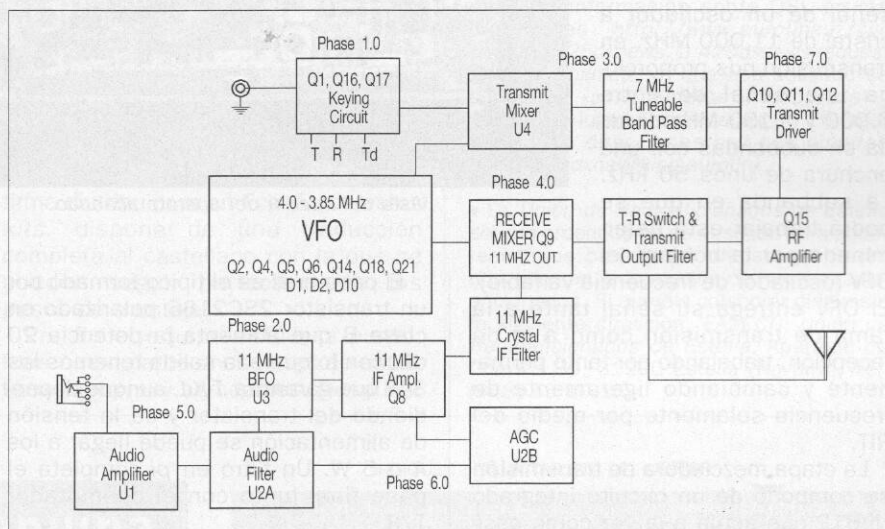 Phase 1.0
Q1, Q16, Q17
Keying
Circuit
T R Td
Phase 3.0
Transmit
Mixer
U4
7 MHz
Tuneable
Band Pass
Filter
Phase 7.0
Q10, Q11, Q12
Transmit
Driver
4.0 - 3.85 MHz
VFO
Q2, Q4, Q5, Q6, Q14, Q18, Q21
D1, D2, D10
Phase 2.0
Phase 4.0
RECEIVE
MIXER Q9
11 MHZ OUT
T-R Switch &
Transmit
Output Filter
Q15
RF
Amplifier
11 MHz
BFO
U3
11 MHz
IF Ampl.
Q8
11 MHz
Crystal
IF Filter
AGC
U2B
Phase 5.0
Audio
Amplifier
U1
Audio
Filter
U2A
Phase 6.0